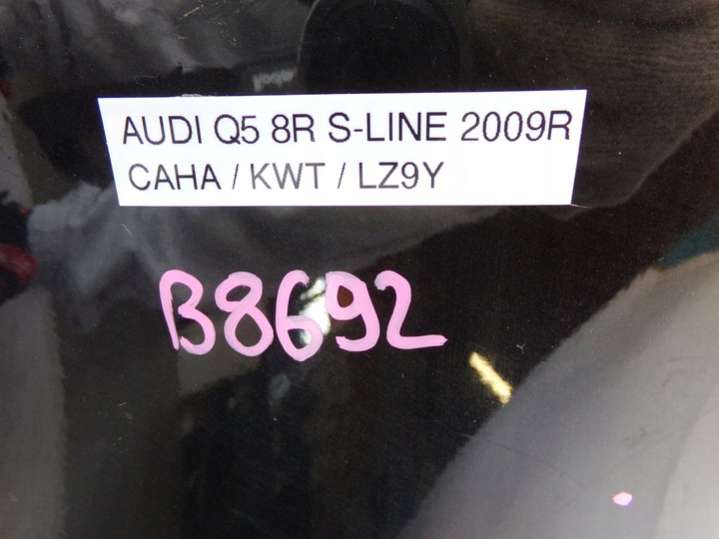 AUDI Q5 8R S-LINE 2009R
CAHA / KWT / LZ9Y
B8692